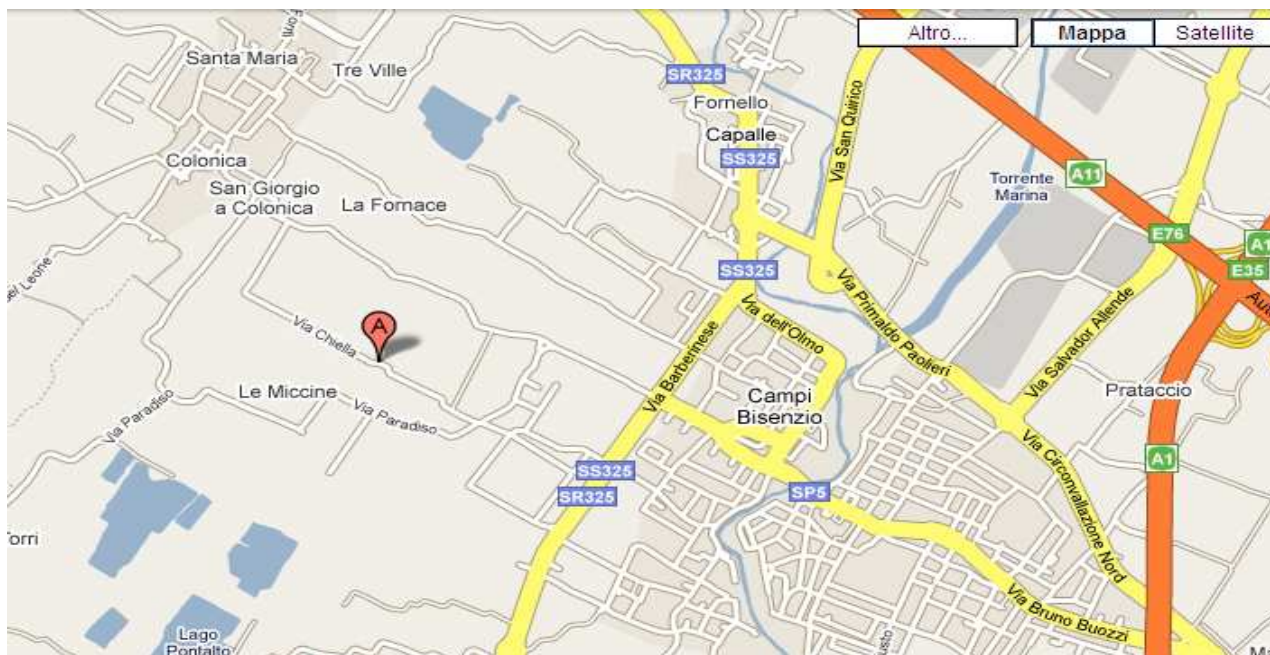 Altro...
Mappa
Satellite
Santa Maria
Tre Ville
SR325
Fornello
Capalle
SS325
Via San Quirico
A11
Torrente
Marina
Colonica
San Giorgio
a Colonica
La Fornace
E76
A1
E35
SS325
Leone
Via Primaldo Paolieri
Via dell'Olmo
Via Salvador Allende
Via Chiella
A
Via Barberinese
Le Miccine
Via Paradiso
Via Paradiso
Campi
Bisenzio
Prataccio
Via Circonvallazione Nord
A1
SS325
SR325
SP5
Torri
Via Bruno Buozzi
Lago
Pontalto